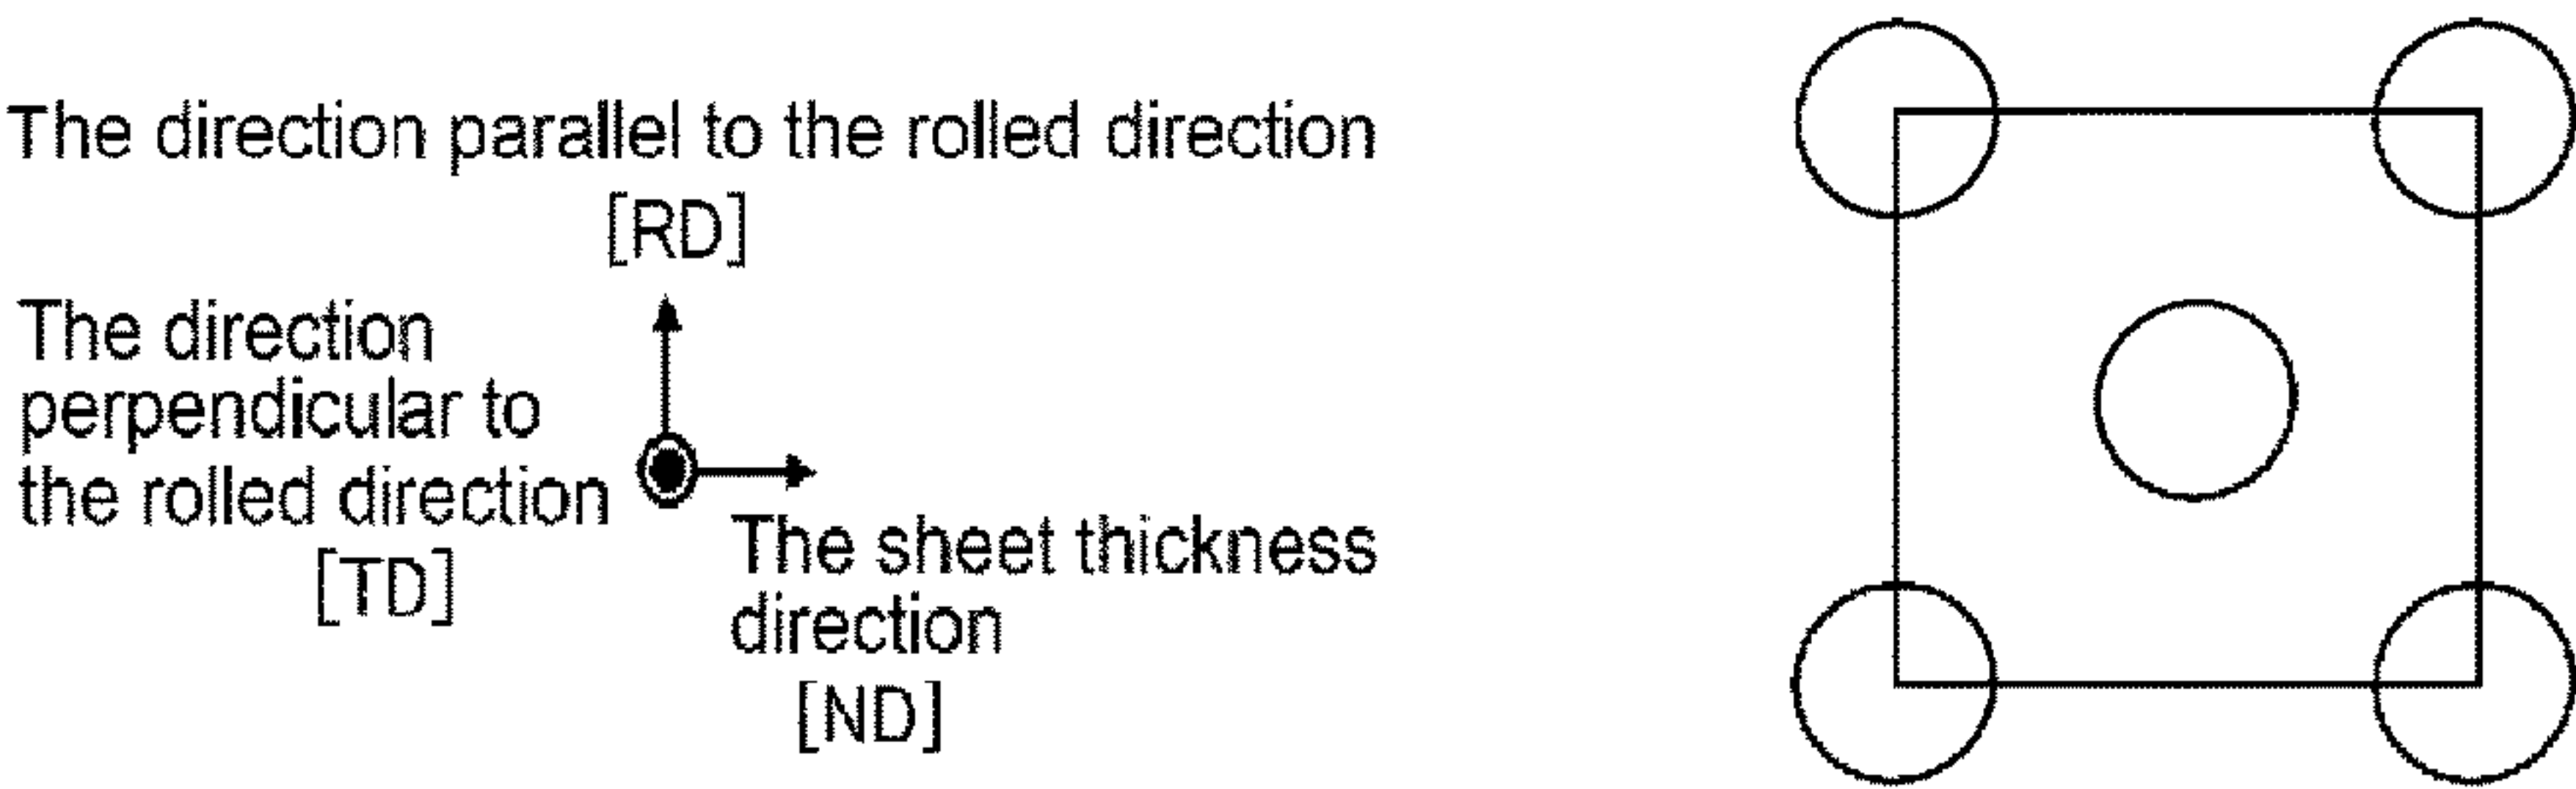 The direction parallel to the rolled direction
[RD]
The direction
perpendicular to
the rolled direction
[TD]
The sheet thickness
direction
[ND]